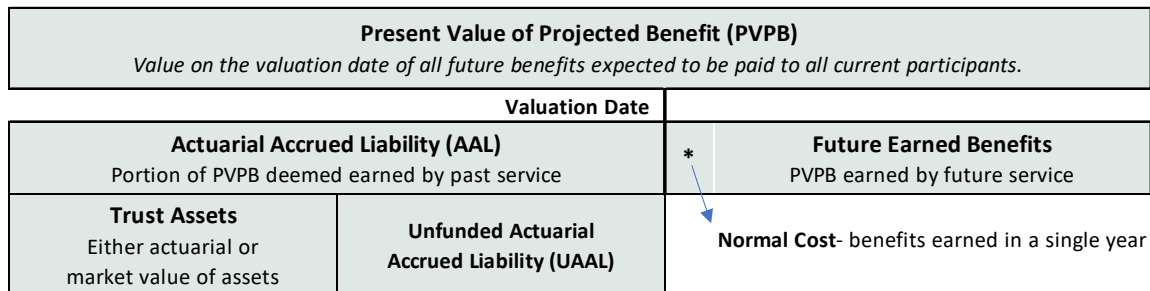 Present Value of Projected Benefit (PVPB)
Value on the valuation date of all future benefits expected to be paid to all current participants.
Valuation Date
Actuarial Accrued Liability (AAL)
Portion of PVPB deemed earned by past service
*
Future Earned Benefits
PVPB earned by future service
Trust Assets
Either actuarial or
market value of assets
Unfunded Actuarial
Accrued Liability (UAAL)
Normal Cost- benefits earned in a single year